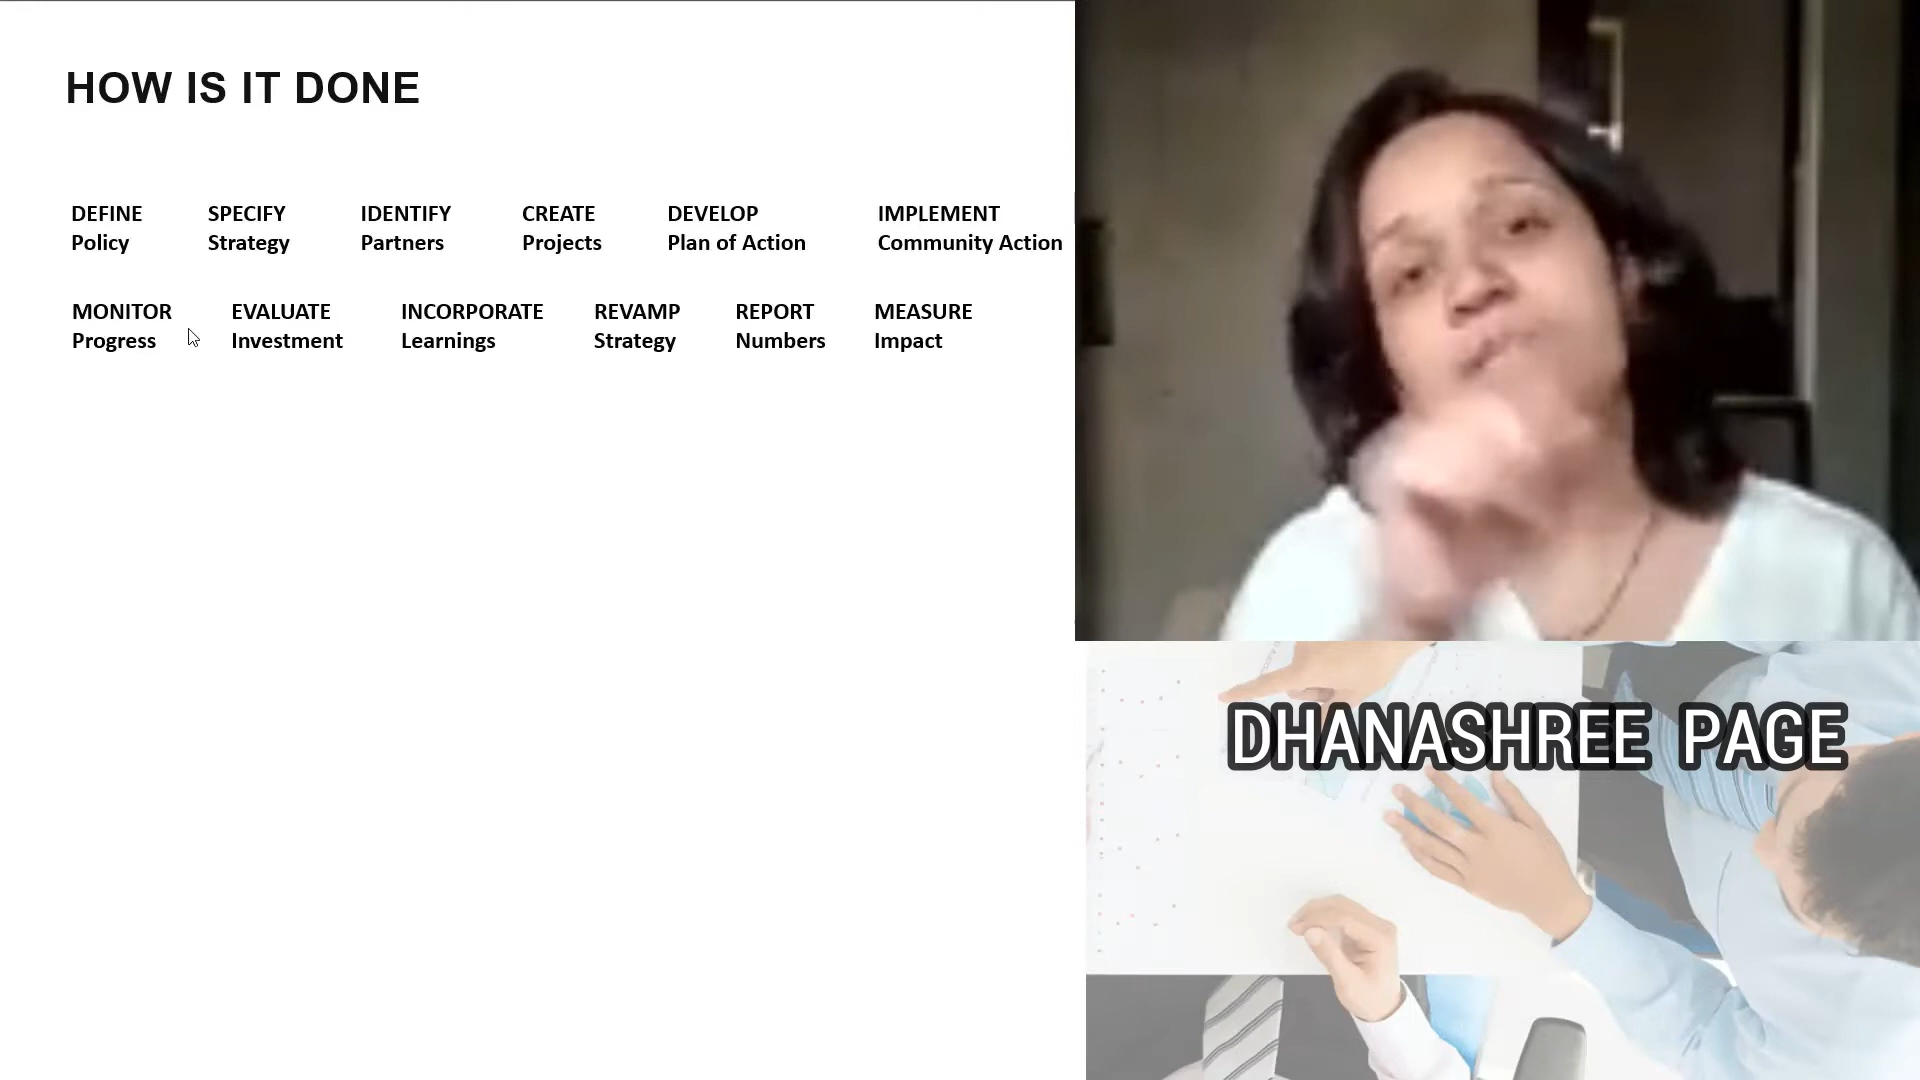 HOW IS IT DONE
DEFINE SPECIFY IDENTIFY CREATE DEVELOP IMPLEMENT
Policy Strategy Partners Projects Plan of Action Community Action
MONITOR EVALUATE INCORPORATE REVAMP REPORT MEASURE
Progress Investment Learnings Strategy Numbers Impact
DHANASHREE PAGE